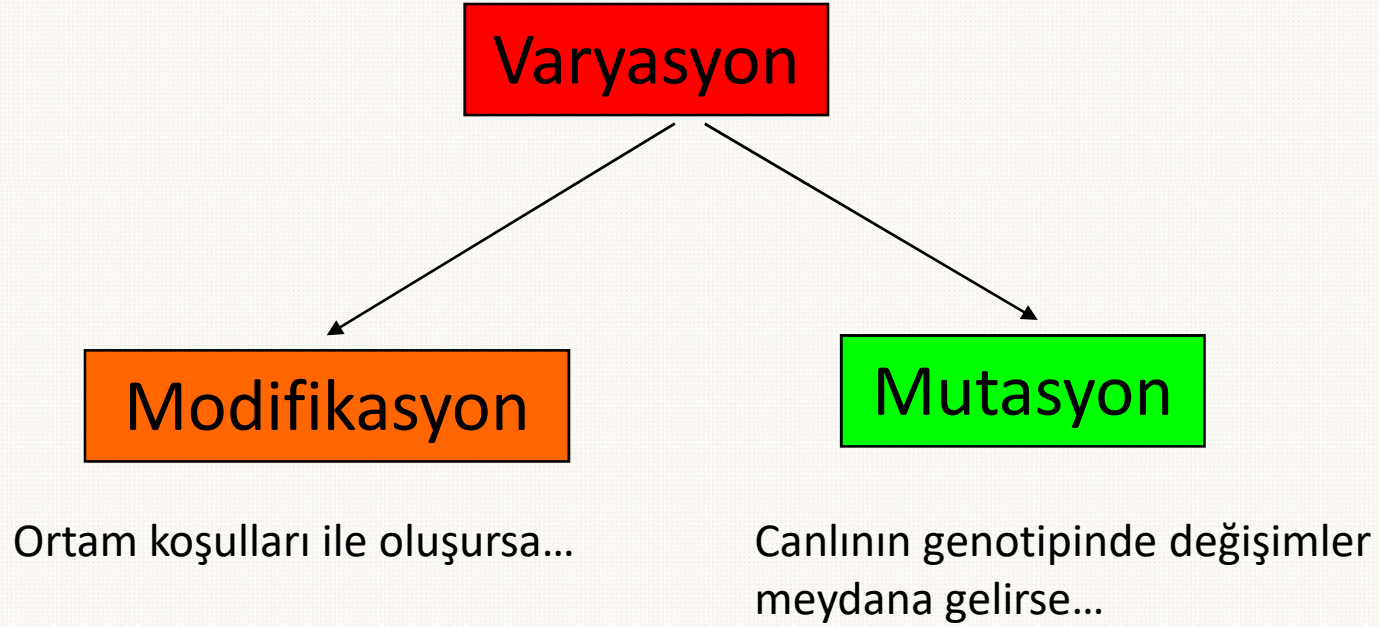 Varyasyon
Modifikasyon
Mutasyon
Ortam koşulları ile oluşursa…
Canlının genotipinde değişimler
meydana gelirse…